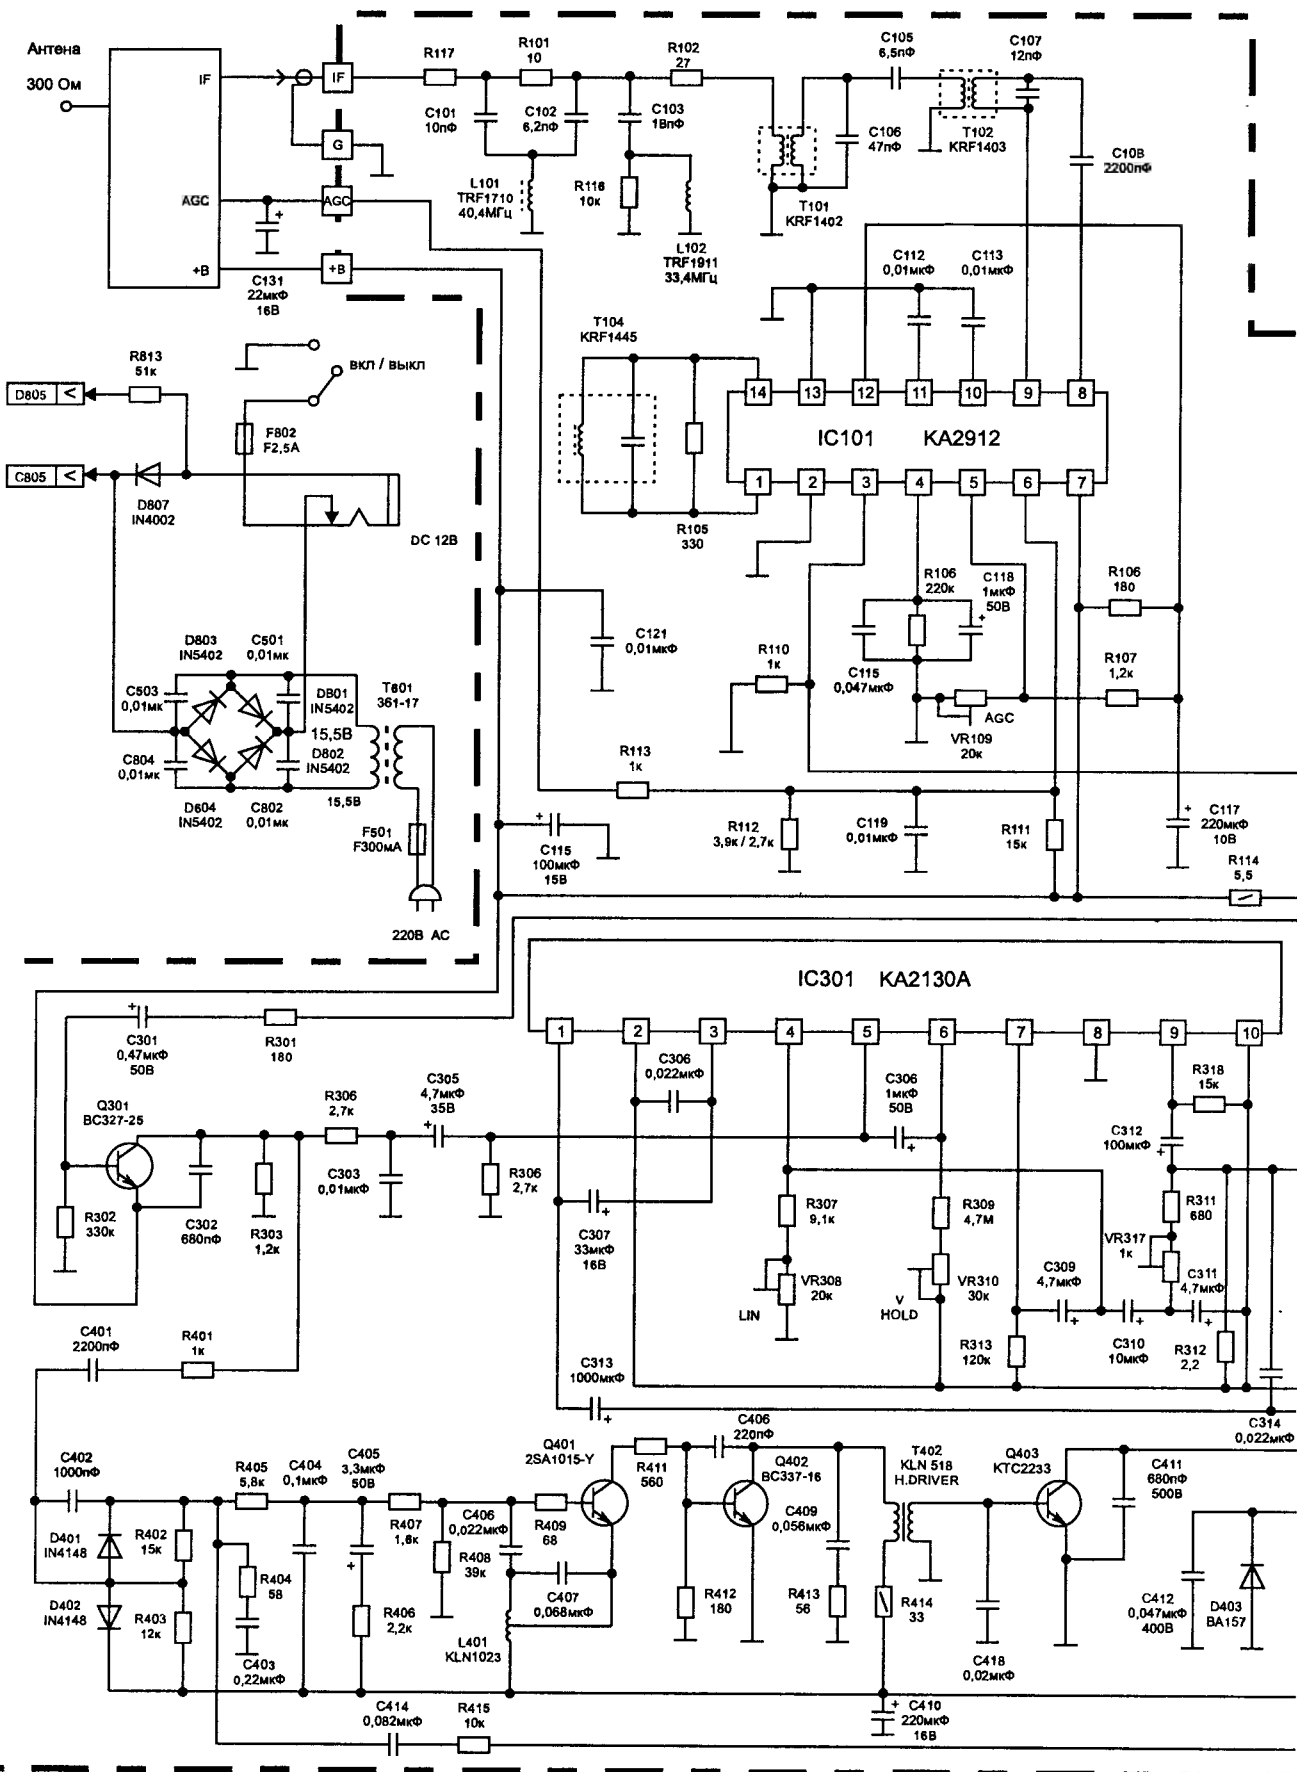 Антена
300 Ом
IF
IF
G
AGC
AGC
+B
+B
C131
22мкФ
16В
R117
R101
10
R102
27
C101
10пФ
C102
6,2пФ
C103
1ВпФ
L101
TRF1710
40,4МГц
R116
10к
L102
TRF1911
33,4МГц
C105
6,5пФ
C107
12пФ
C106
47пФ
T102
KRF1403
C10В
2200пФ
T101
KRF1402
C112
0,01мкФ
C113
0,01мкФ
T104
KRF1445
R813
51к
вкл / выкл
D805 <
F802
F2,5A
C805 <
D807
IN4002
DC 12В
14 13 12 11 10 9 8
IC101 KA2912
1 2 3 4 5 6 7
R105
330
R106
220к
C118
1мкФ
50В
R106
180
R110
1к
C115
0,047мкФ
R107
1,2к
AGC
VR109
20к
C121
0,01мкФ
D803
IN5402
C501
0,01мк
C503
0,01мк
DB01
IN5402
T601
361-17
15,5В
C804
0,01мк
D802
IN5402
15,5В
D604
IN5402
C802
0,01мк
F501
F300мА
220В AC
R113
1к
C115
100мкФ
15В
R112
3,9к / 2,7к
C119
0,01мкФ
R111
15к
C117
220мкФ
10В
R114
5,5
IC301 KA2130A
1 2 3 4 5 6 7 8 9 10
C301
0,47мкФ
50В
R301
180
Q301
BC327-25
R306
2,7к
C305
4,7мкФ
35В
C306
0,022мкФ
C306
1мкФ
50В
R318
15к
C312
100мкФ
R302
330к
C302
680пФ
R303
1,2к
C303
0,01мкФ
R306
2,7к
C307
33мкФ
16В
R307
9,1к
R309
4,7М
R311
680
VR317
1к
VR308
20к
LIN
VR310
30к
V
HOLD
C309
4,7мкФ
C311
4,7мкФ
R313
120к
C310
10мкФ
R312
2,2
C313
1000мкФ
C314
0,022мкФ
C401
2200пФ
R401
1к
C402
1000пФ
R405
5,8к
C404
0,1мкФ
C405
3,3мкФ
50В
Q401
2SA1015-Y
R411
560
C406
220пФ
Q402
BC337-16
T402
KLN 518
H.DRIVER
Q403
KTC2233
C411
680пФ
500В
D401
IN4148
R402
15к
R407
1,6к
C406
0,022мкФ
R409
68
C409
0,056мкФ
R404
58
R408
39к
D402
IN4148
R403
12к
R406
2,2к
C407
0,068мкФ
R412
180
R413
56
R414
33
C412
0,047мкФ
400В
D403
BA157
C403
0,22мкФ
L401
KLN1023
C418
0,02мкФ
C414
0,082мкФ
R415
10к
C410
220мкФ
16В